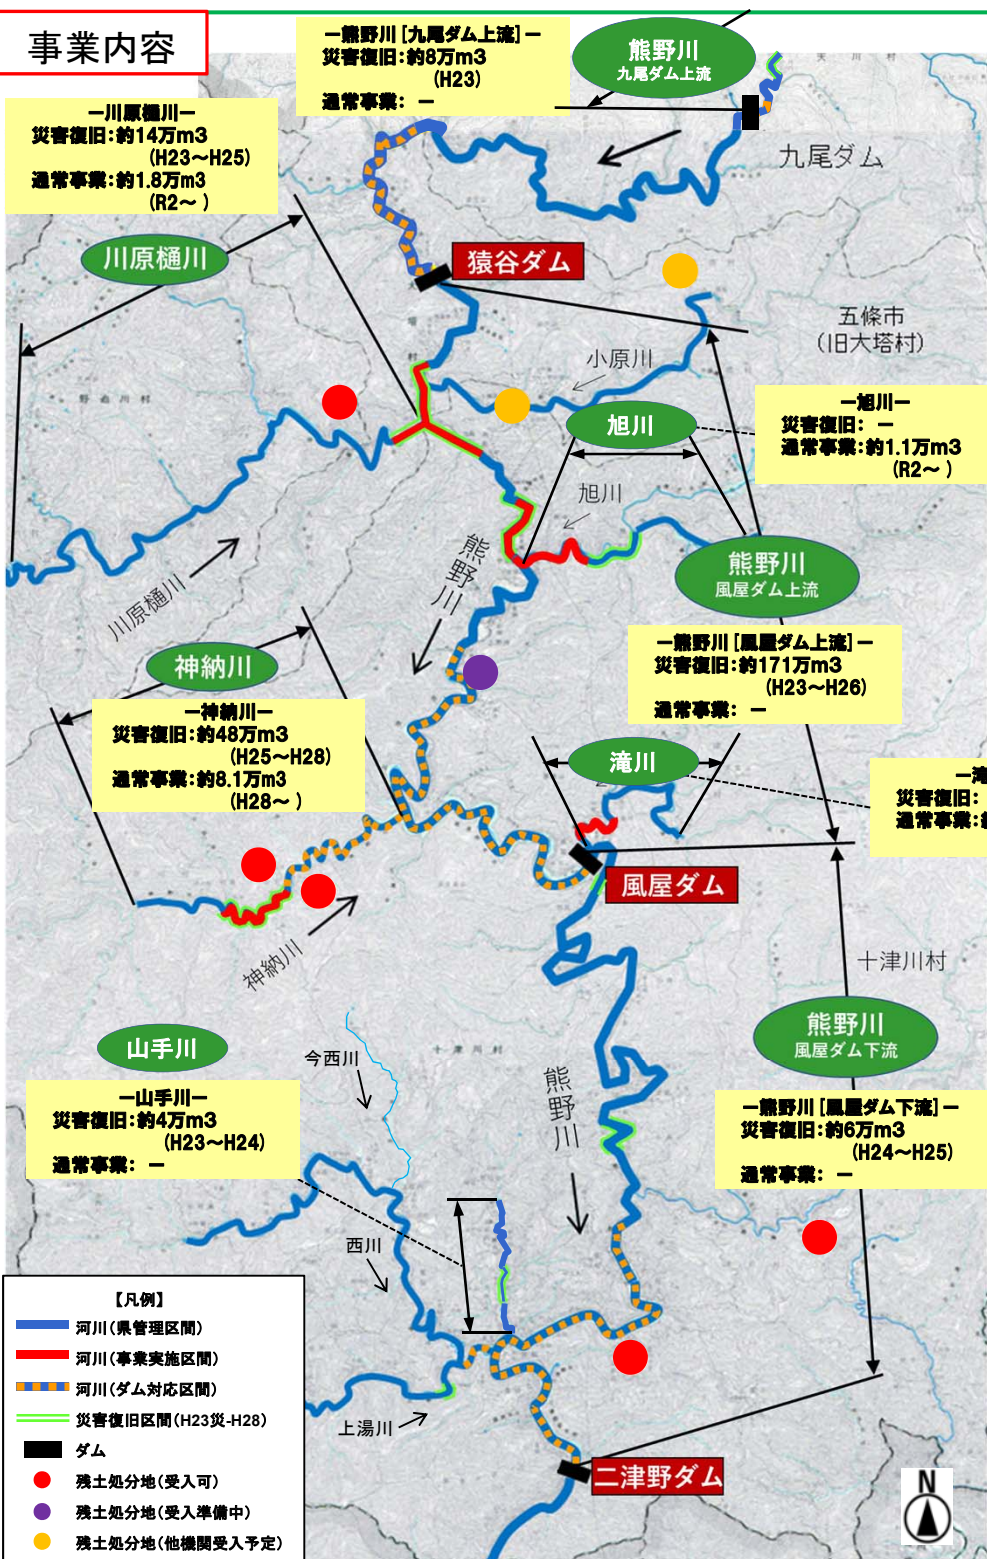 事業内容
ー熊野川 [九尾ダム上流] ー
災害復旧:約8万m3
(H23)
通常事業: ー
熊野川
九尾ダム上流
天川村
ー川原樋川ー
災害復旧:約14万m3
(H23～H25)
通常事業:約1.8万m3
(R2～ )
九尾ダム
川原樋川
猿谷ダム
五條市
(旧大塔村)
小原川
野迫川村
ー旭川ー
災害復旧: ー
通常事業:約1.1万m3
(R2～ )
旭川
旭川
熊野川
熊野川
風屋ダム上流
川原樋川
ー熊野川 [風屋ダム上流] ー
災害復旧:約171万m3
(H23～H26)
通常事業: ー
神納川
ー神納川ー
災害復旧:約48万m3
(H25～H28)
通常事業:約8.1万m3
(H28～ )
滝川
ー滝
災害復旧:
通常事業:
風屋ダム
神納川
十津川村
熊野川
風屋ダム下流
山手川
今西川
十津川村
熊野川
ー山手川ー
災害復旧:約4万m3
(H23～H24)
通常事業: ー
ー熊野川 [風屋ダム下流] ー
災害復旧:約6万m3
(H24～H25)
通常事業: ー
西川
上湯川
二津野ダム
【凡例】
河川(県管理区間)
河川(事業実施区間)
河川(ダム対応区間)
災害復旧区間(H23災-H28)
ダム
残土処分地(受入可)
残土処分地(受入準備中)
残土処分地(他機関受入予定)
N